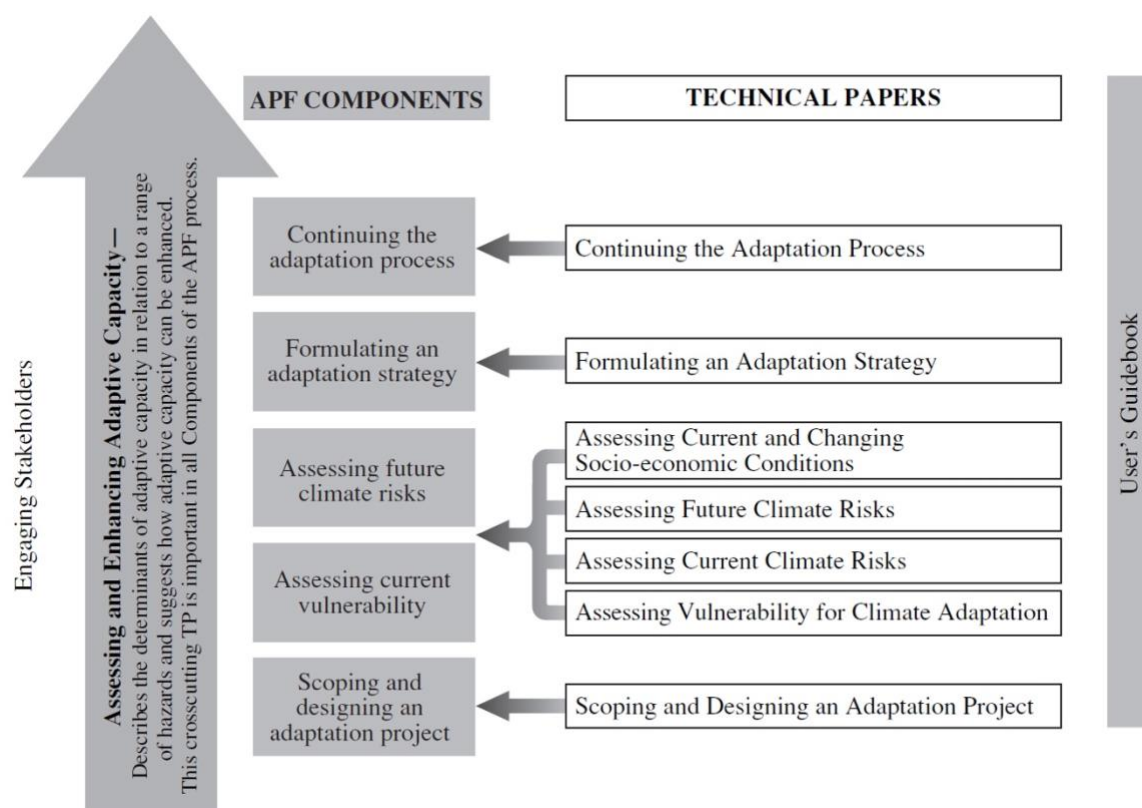 Engaging Stakeholders
Assessing and Enhancing Adaptive Capacity—
Describes the determinants of adaptive capacity in relation to a range
of hazards and suggests how adaptive capacity can be enhanced.
This crosscutting TP is important in all Components of the APF process.
APF COMPONENTS
TECHNICAL PAPERS
Continuing the
adaptation process
Continuing the Adaptation Process
Formulating an
adaptation strategy
Formulating an Adaptation Strategy
Assessing future
climate risks
Assessing current
vulnerability
Assessing Current and Changing
Socio-economic Conditions
Assessing Future Climate Risks
Assessing Current Climate Risks
Assessing Vulnerability for Climate Adaptation
Scoping and
designing an
adaptation project
Scoping and Designing an Adaptation Project
User's Guidebook